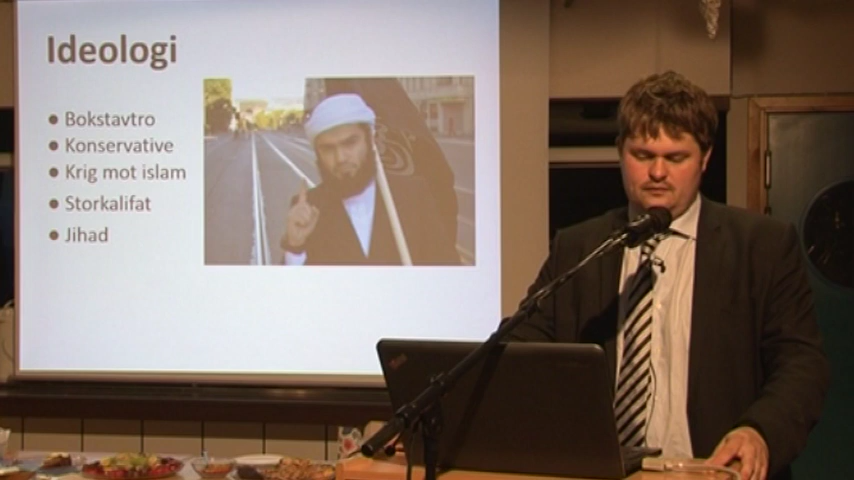 Ideologi
● Bokstavtro
● Konservative
● Krig mot islam
● Storkalifat
● Jihad